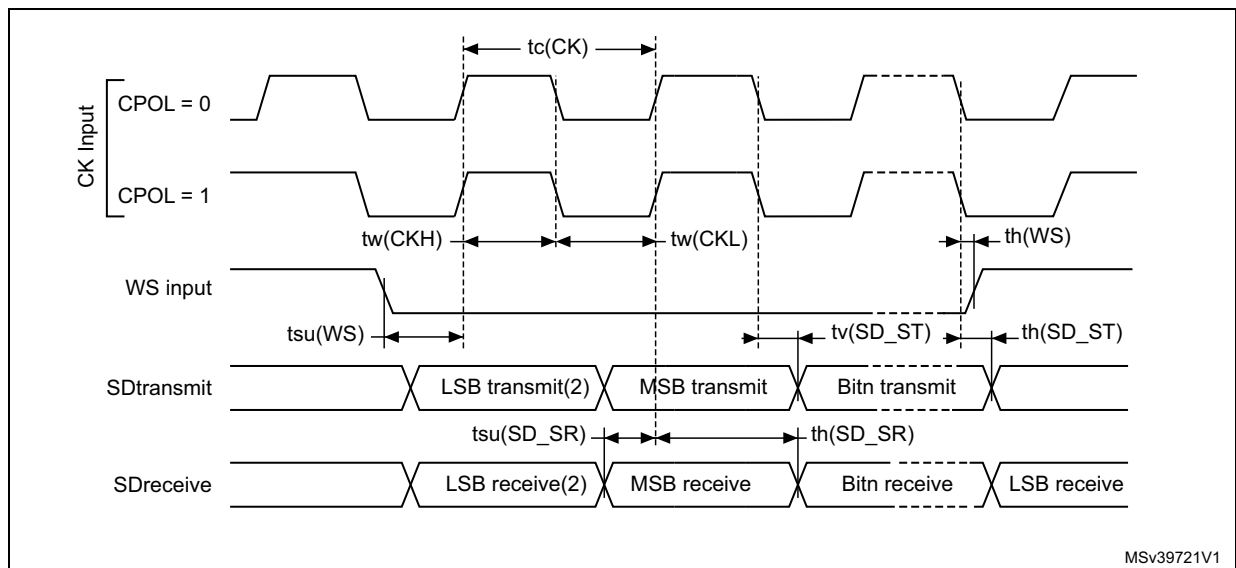 tc(CK)
CK Input
CPOL = 0
CPOL = 1
tw(CKH)
tw(CKL)
th(WS)
WS input
tsu(WS)
tv(SD_ST)
th(SD_ST)
SDtransmit
LSB transmit(2)
MSB transmit
Bitn transmit
tsu(SD_SR)
th(SD_SR)
SDreceive
LSB receive(2)
MSB receive
Bitn receive
LSB receive
MSv39721V1